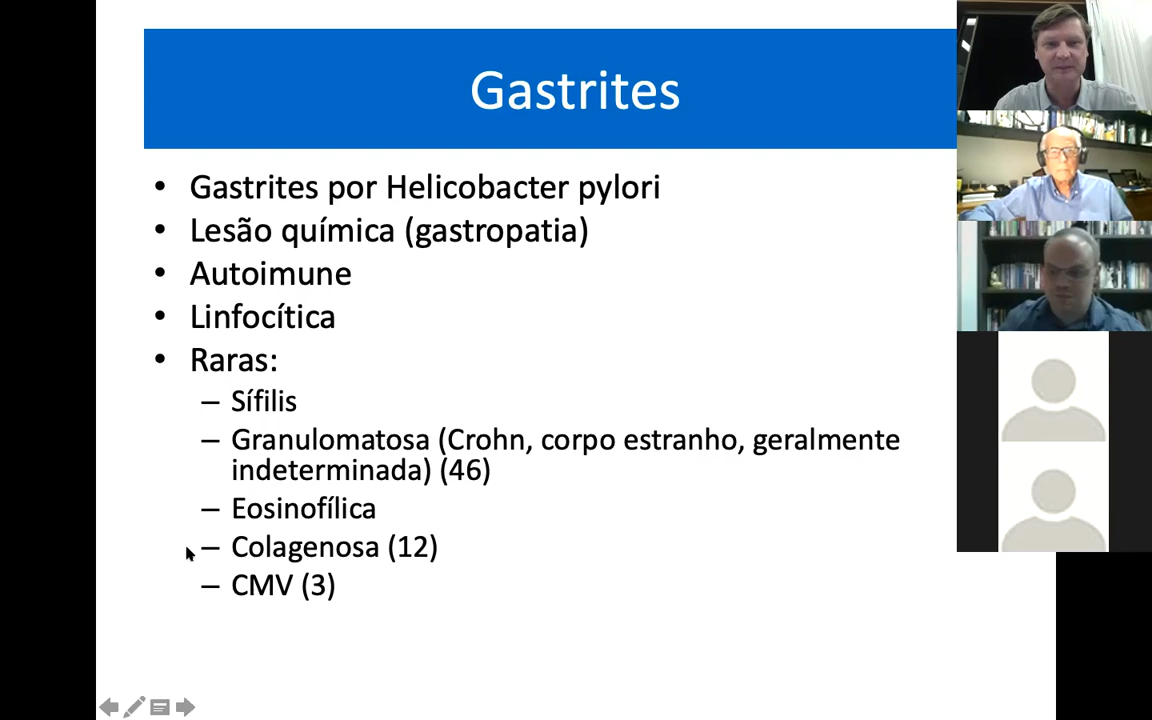 Gastrites
• Gastrites por Helicobacter pylori
• Lesão química (gastropatia)
• Autoimune
• Linfocítica
• Raras:
– Sífilis
– Granulomatosa (Crohn, corpo estranho, geralmente
indeterminada) (46)
– Eosinofílica
– Colagenosa (12)
– CMV (3)